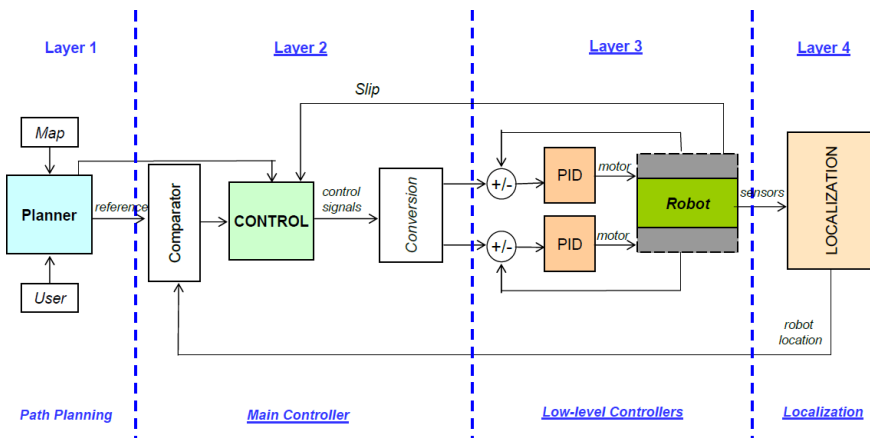 Layer 1
Layer 2
Layer 3
Layer 4
Slip
Map
Planner
User
reference
Comparator
CONTROL
control
signals
Conversion
+/-
PID
motor
+/-
PID
motor
Robot
sensors
LOCALIZATION
robot
location
Path Planning
Main Controller
Low-level Controllers
Localization